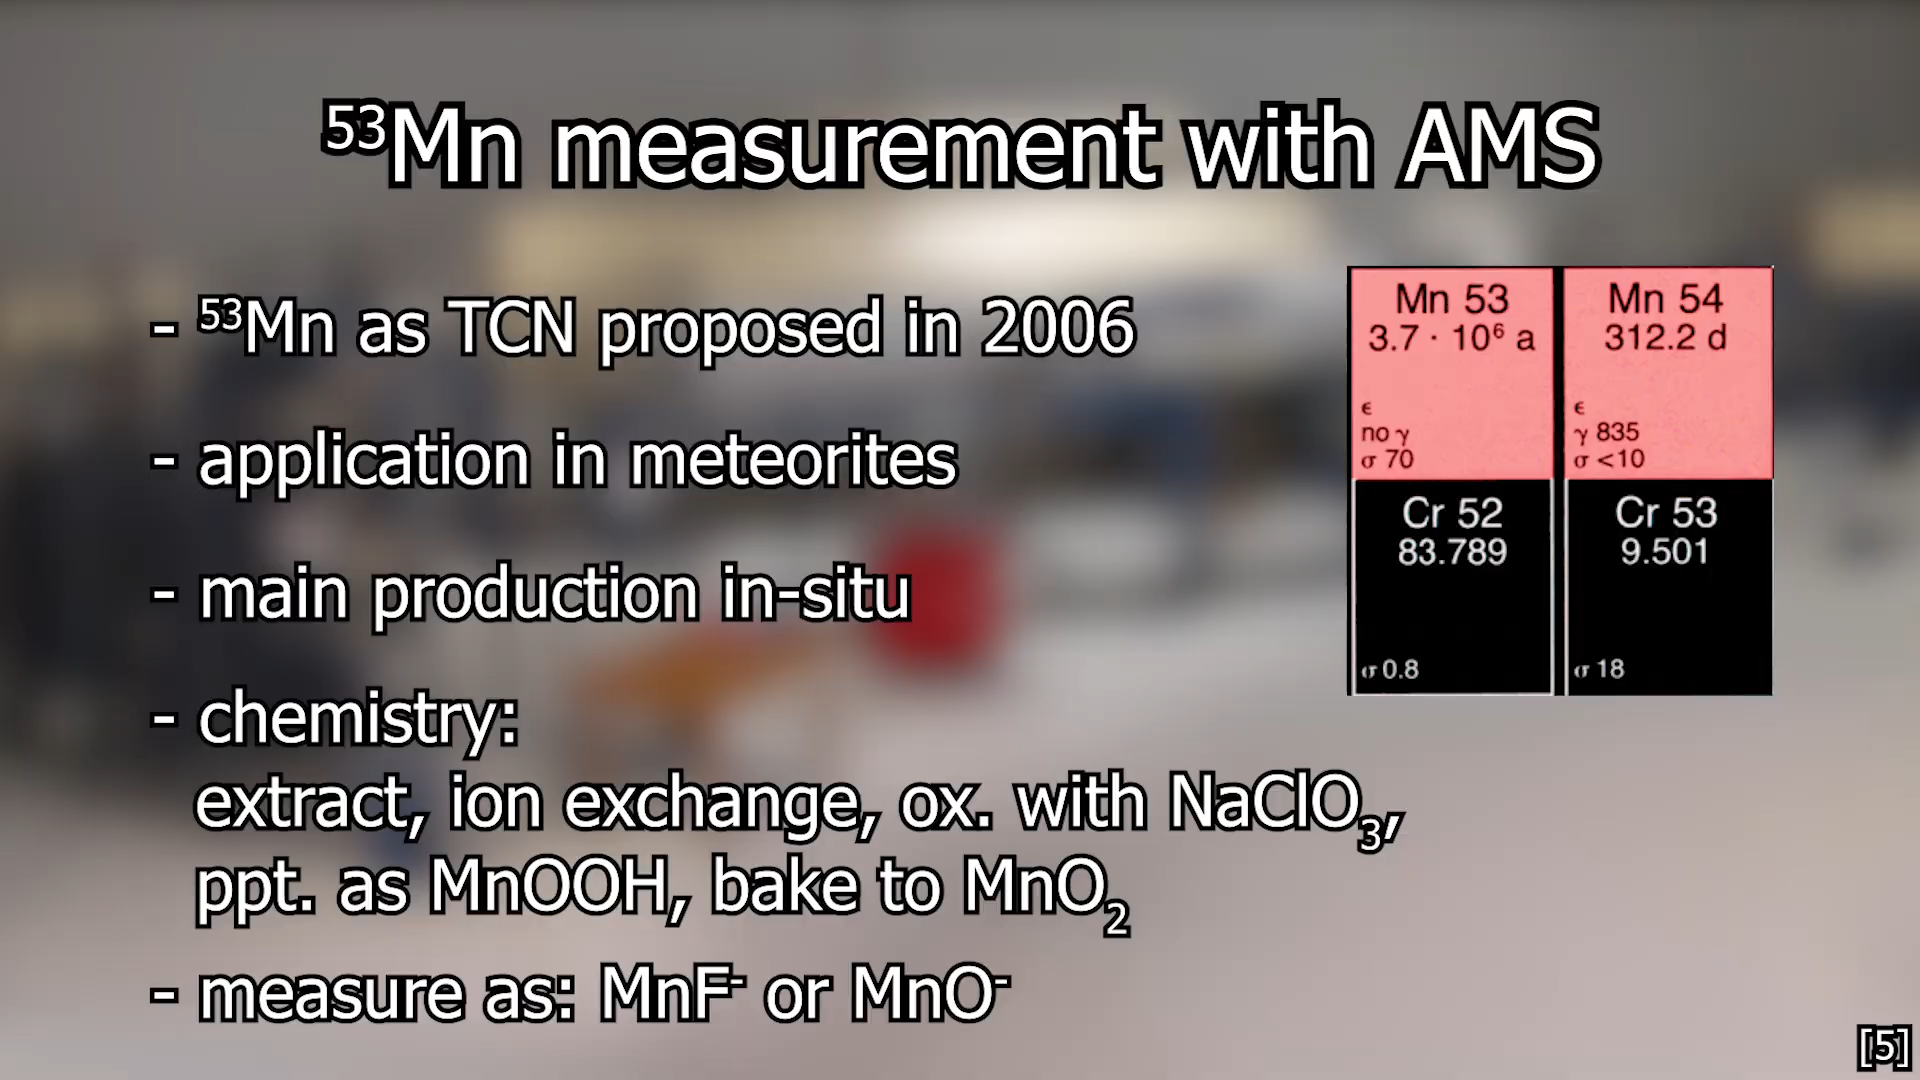 ⁵³Mn measurement with AMS
- ⁵³Mn as TCN proposed in 2006
- application in meteorites
- main production in-situ
- chemistry:
extract, ion exchange, ox. with NaClO₃,
ppt. as MnOOH, bake to MnO₂
- measure as: MnF⁻ or MnO⁻
Mn 53
3.7 · 10⁶ a
ϵ
no γ
σ 70
Mn 54
312.2 d
ϵ
γ 835
σ <10
Cr 52
83.789
σ 0.8
Cr 53
9.501
σ 18
[5]